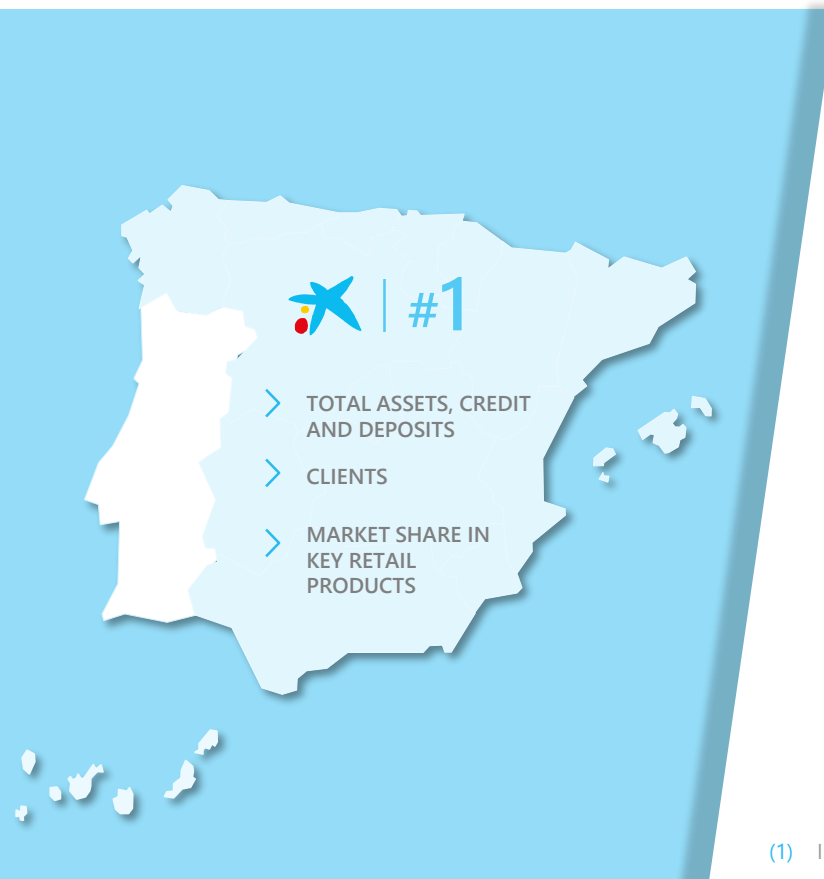 #1
TOTAL ASSETS, CREDIT
AND DEPOSITS
CLIENTS
MARKET SHARE IN
KEY RETAIL
PRODUCTS
(1)